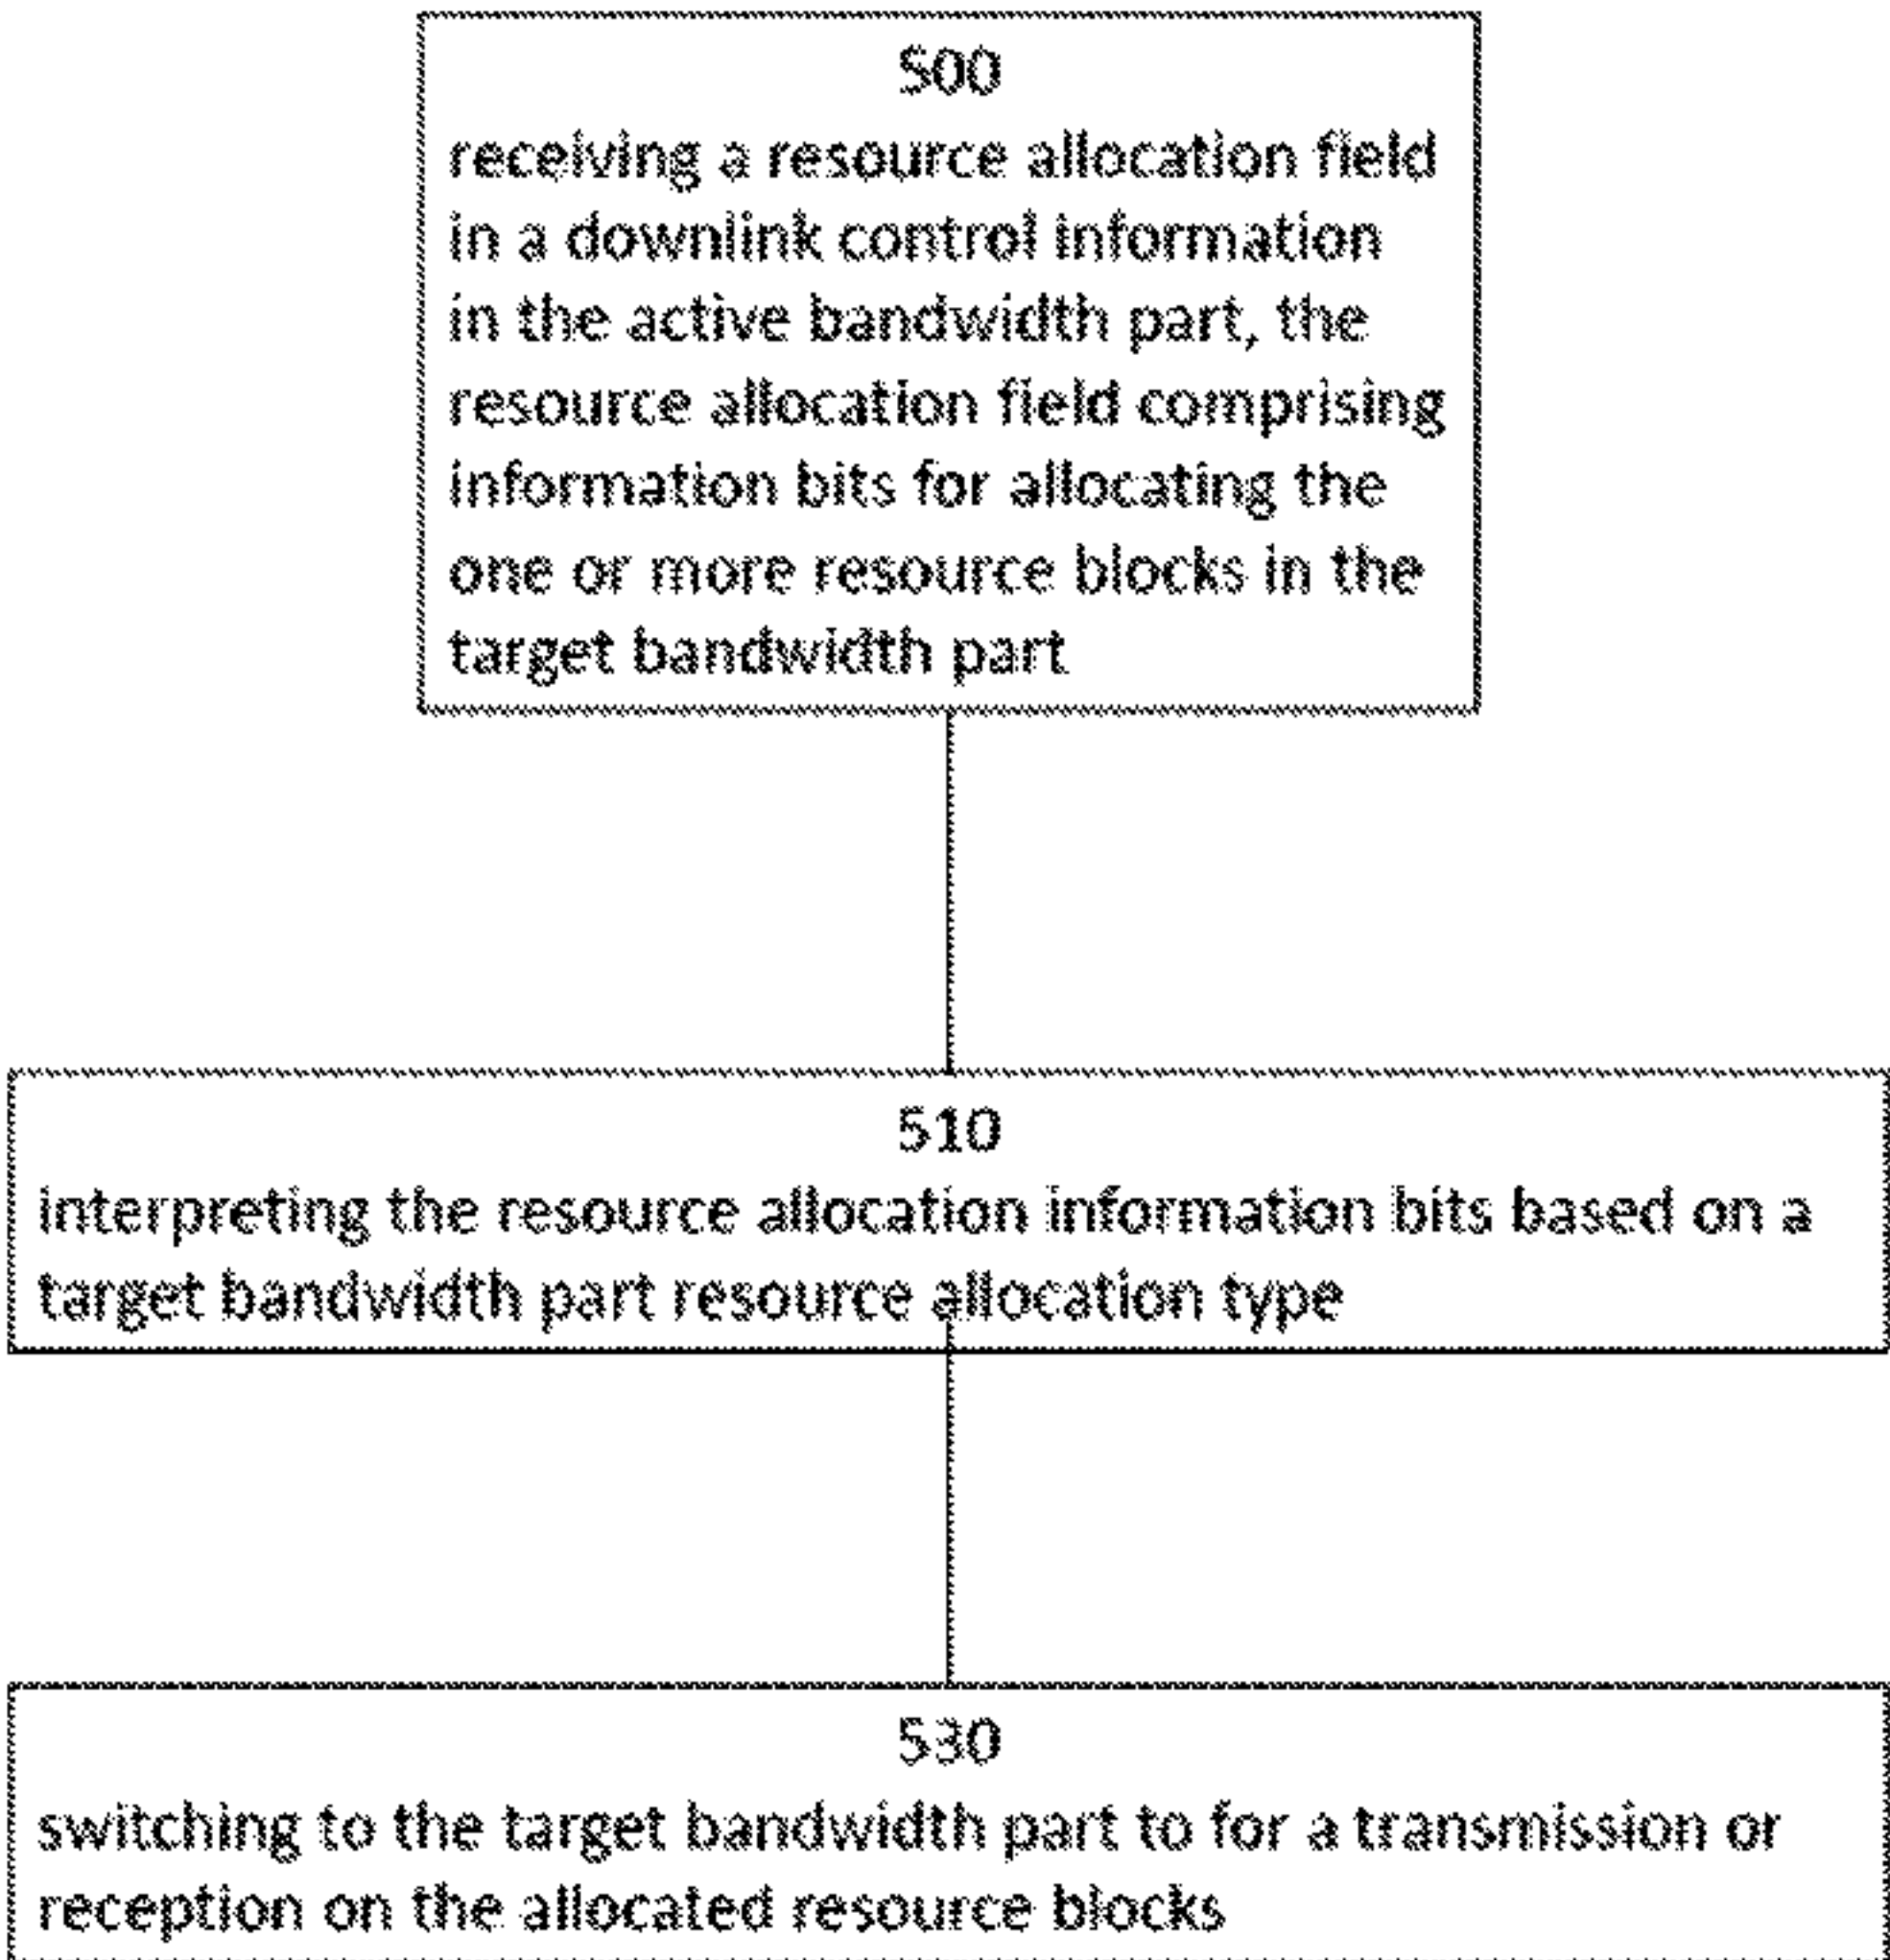 500
receiving a resource allocation field
in a downlink control information
in the active bandwidth part, the
resource allocation field comprising
information bits for allocating the
one or more resource blocks in the
target bandwidth part
510
interpreting the resource allocation information bits based on a
target bandwidth part resource allocation type
530
switching to the target bandwidth part to for a transmission or
reception on the allocated resource blocks